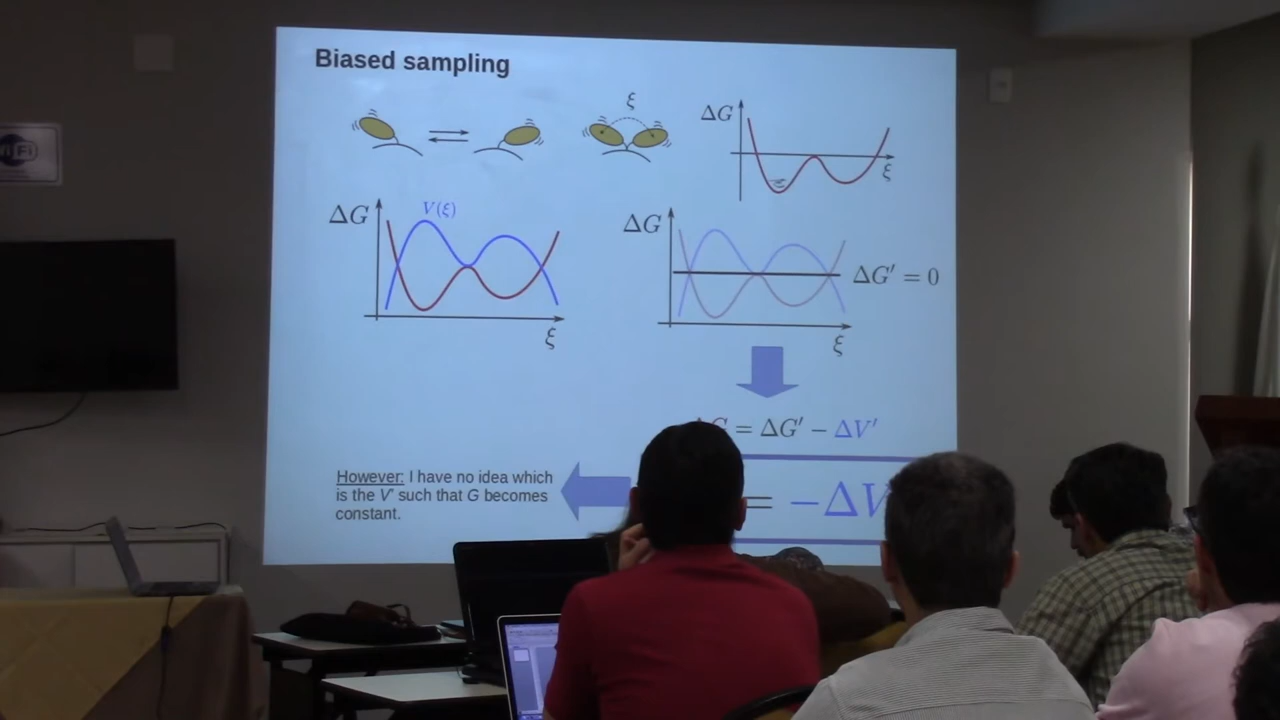 Biased sampling
ξ
ΔG
ξ
ΔG
V(ξ)
ξ
ΔG
ΔG′ = 0
ξ
= ΔG′ − ΔV′
However: I have no idea which
is the V' such that G becomes
constant.
= −ΔV
WiFi